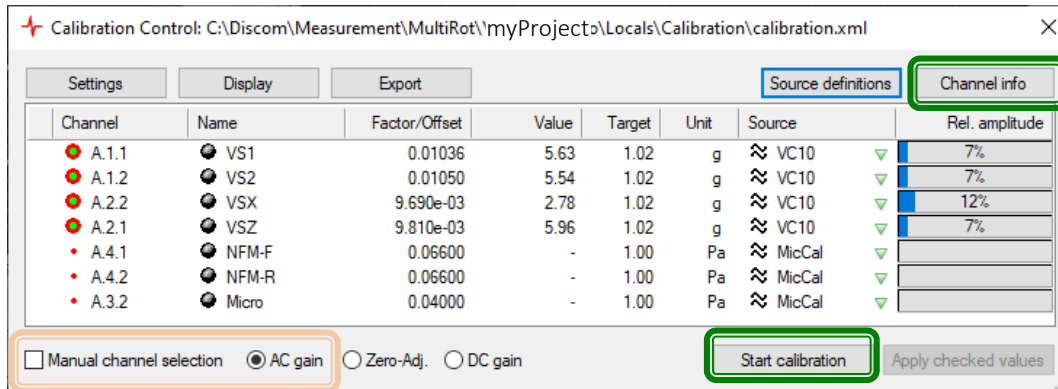 Calibration Control: C:\Discom\Measurement\MultiRot\'myProject\Locals\Calibration\calibration.xml
Settings Display Export Source definitions Channel info
Channel Name Factor/Offset Value Target Unit Source Rel. amplitude
A.1.1 VS1 0.01036 5.63 1.02 g VC10 7%
A.1.2 VS2 0.01050 5.54 1.02 g VC10 7%
A.2.2 VSX 9.690e-03 2.78 1.02 g VC10 12%
A.2.1 VSZ 9.810e-03 5.96 1.02 g VC10 7%
A.4.1 NFM-F 0.06600 - 1.00 Pa MicCal
A.4.2 NFM-R 0.06600 - 1.00 Pa MicCal
A.3.2 Micro 0.04000 - 1.00 Pa MicCal
Manual channel selection AC gain Zero-Adj. DC gain Start calibration Apply checked values